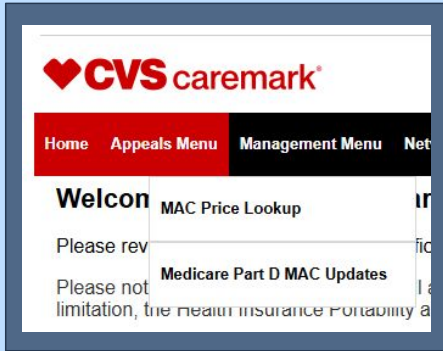 CVS caremark®
Home Appeals Menu Management Menu
Welcom
MAC Price Lookup
Please rev
Medicare Part D MAC Updates
Please not
limitation, the Health Insurance Portability a